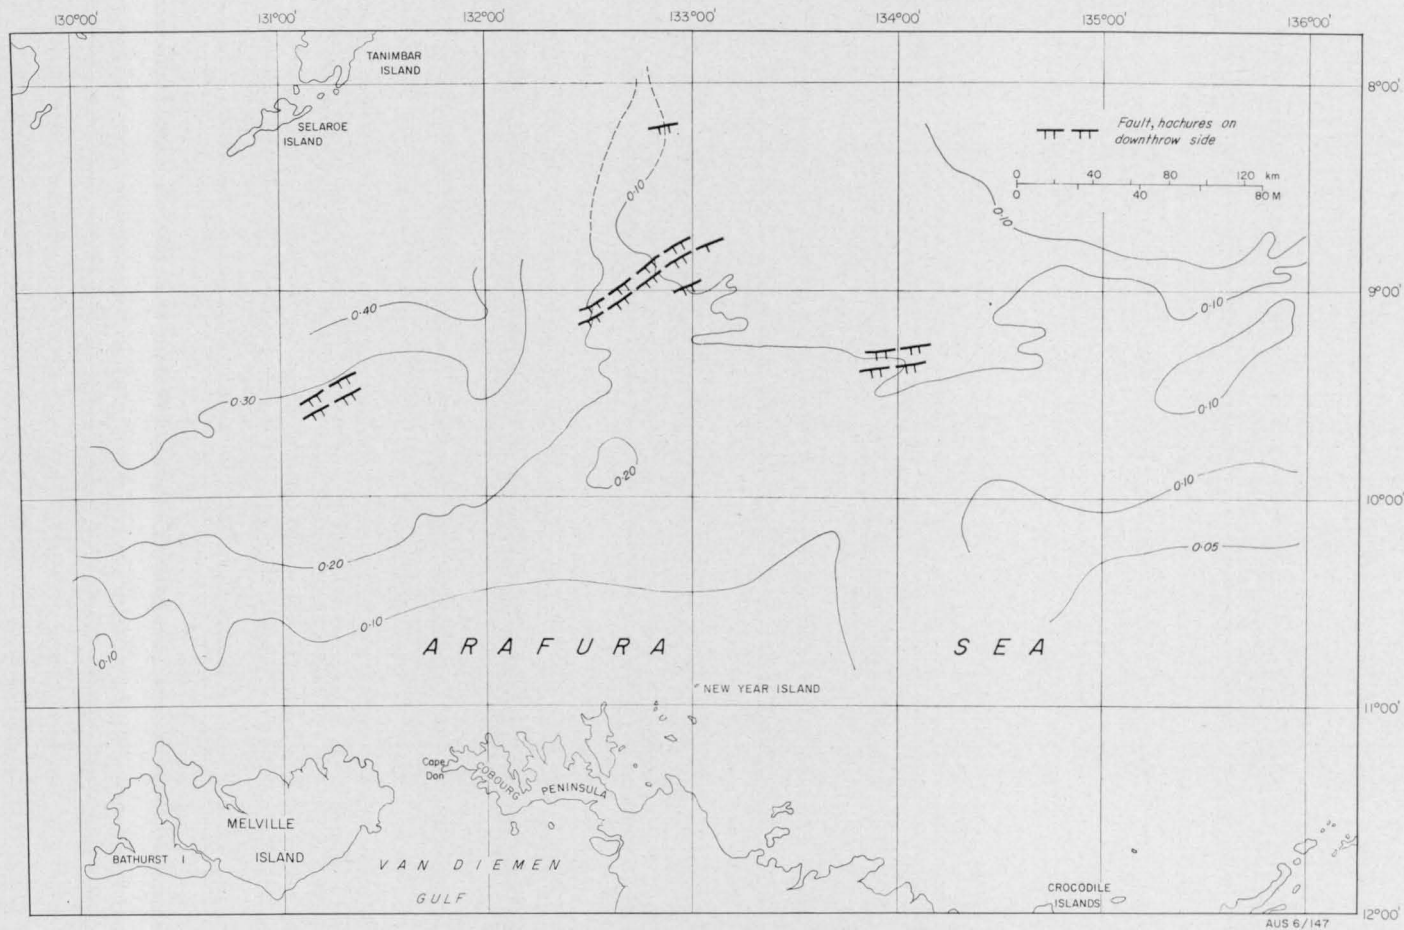 130°00' 131°00' 132°00' 133°00' 134°00' 135°00' 136°00'
TANIMBAR
ISLAND
8°00'
SELAROE
ISLAND
Fault, hachures on
downthrow side
0 40 80 120 km
0 40 80 M
0·10
0·10
9°00'
0·40
0·10
0·30
0·10
0·20
0·10
10°00'
0·05
0·20
0·10
0·10
ARAFURA SEA
NEW YEAR ISLAND
11°00'
Cape
Don
COBOURG
PENINSULA
MELVILLE
ISLAND
BATHURST I
VAN DIEMEN
GULF
CROCODILE
ISLANDS
12°00'
AUS 6/147